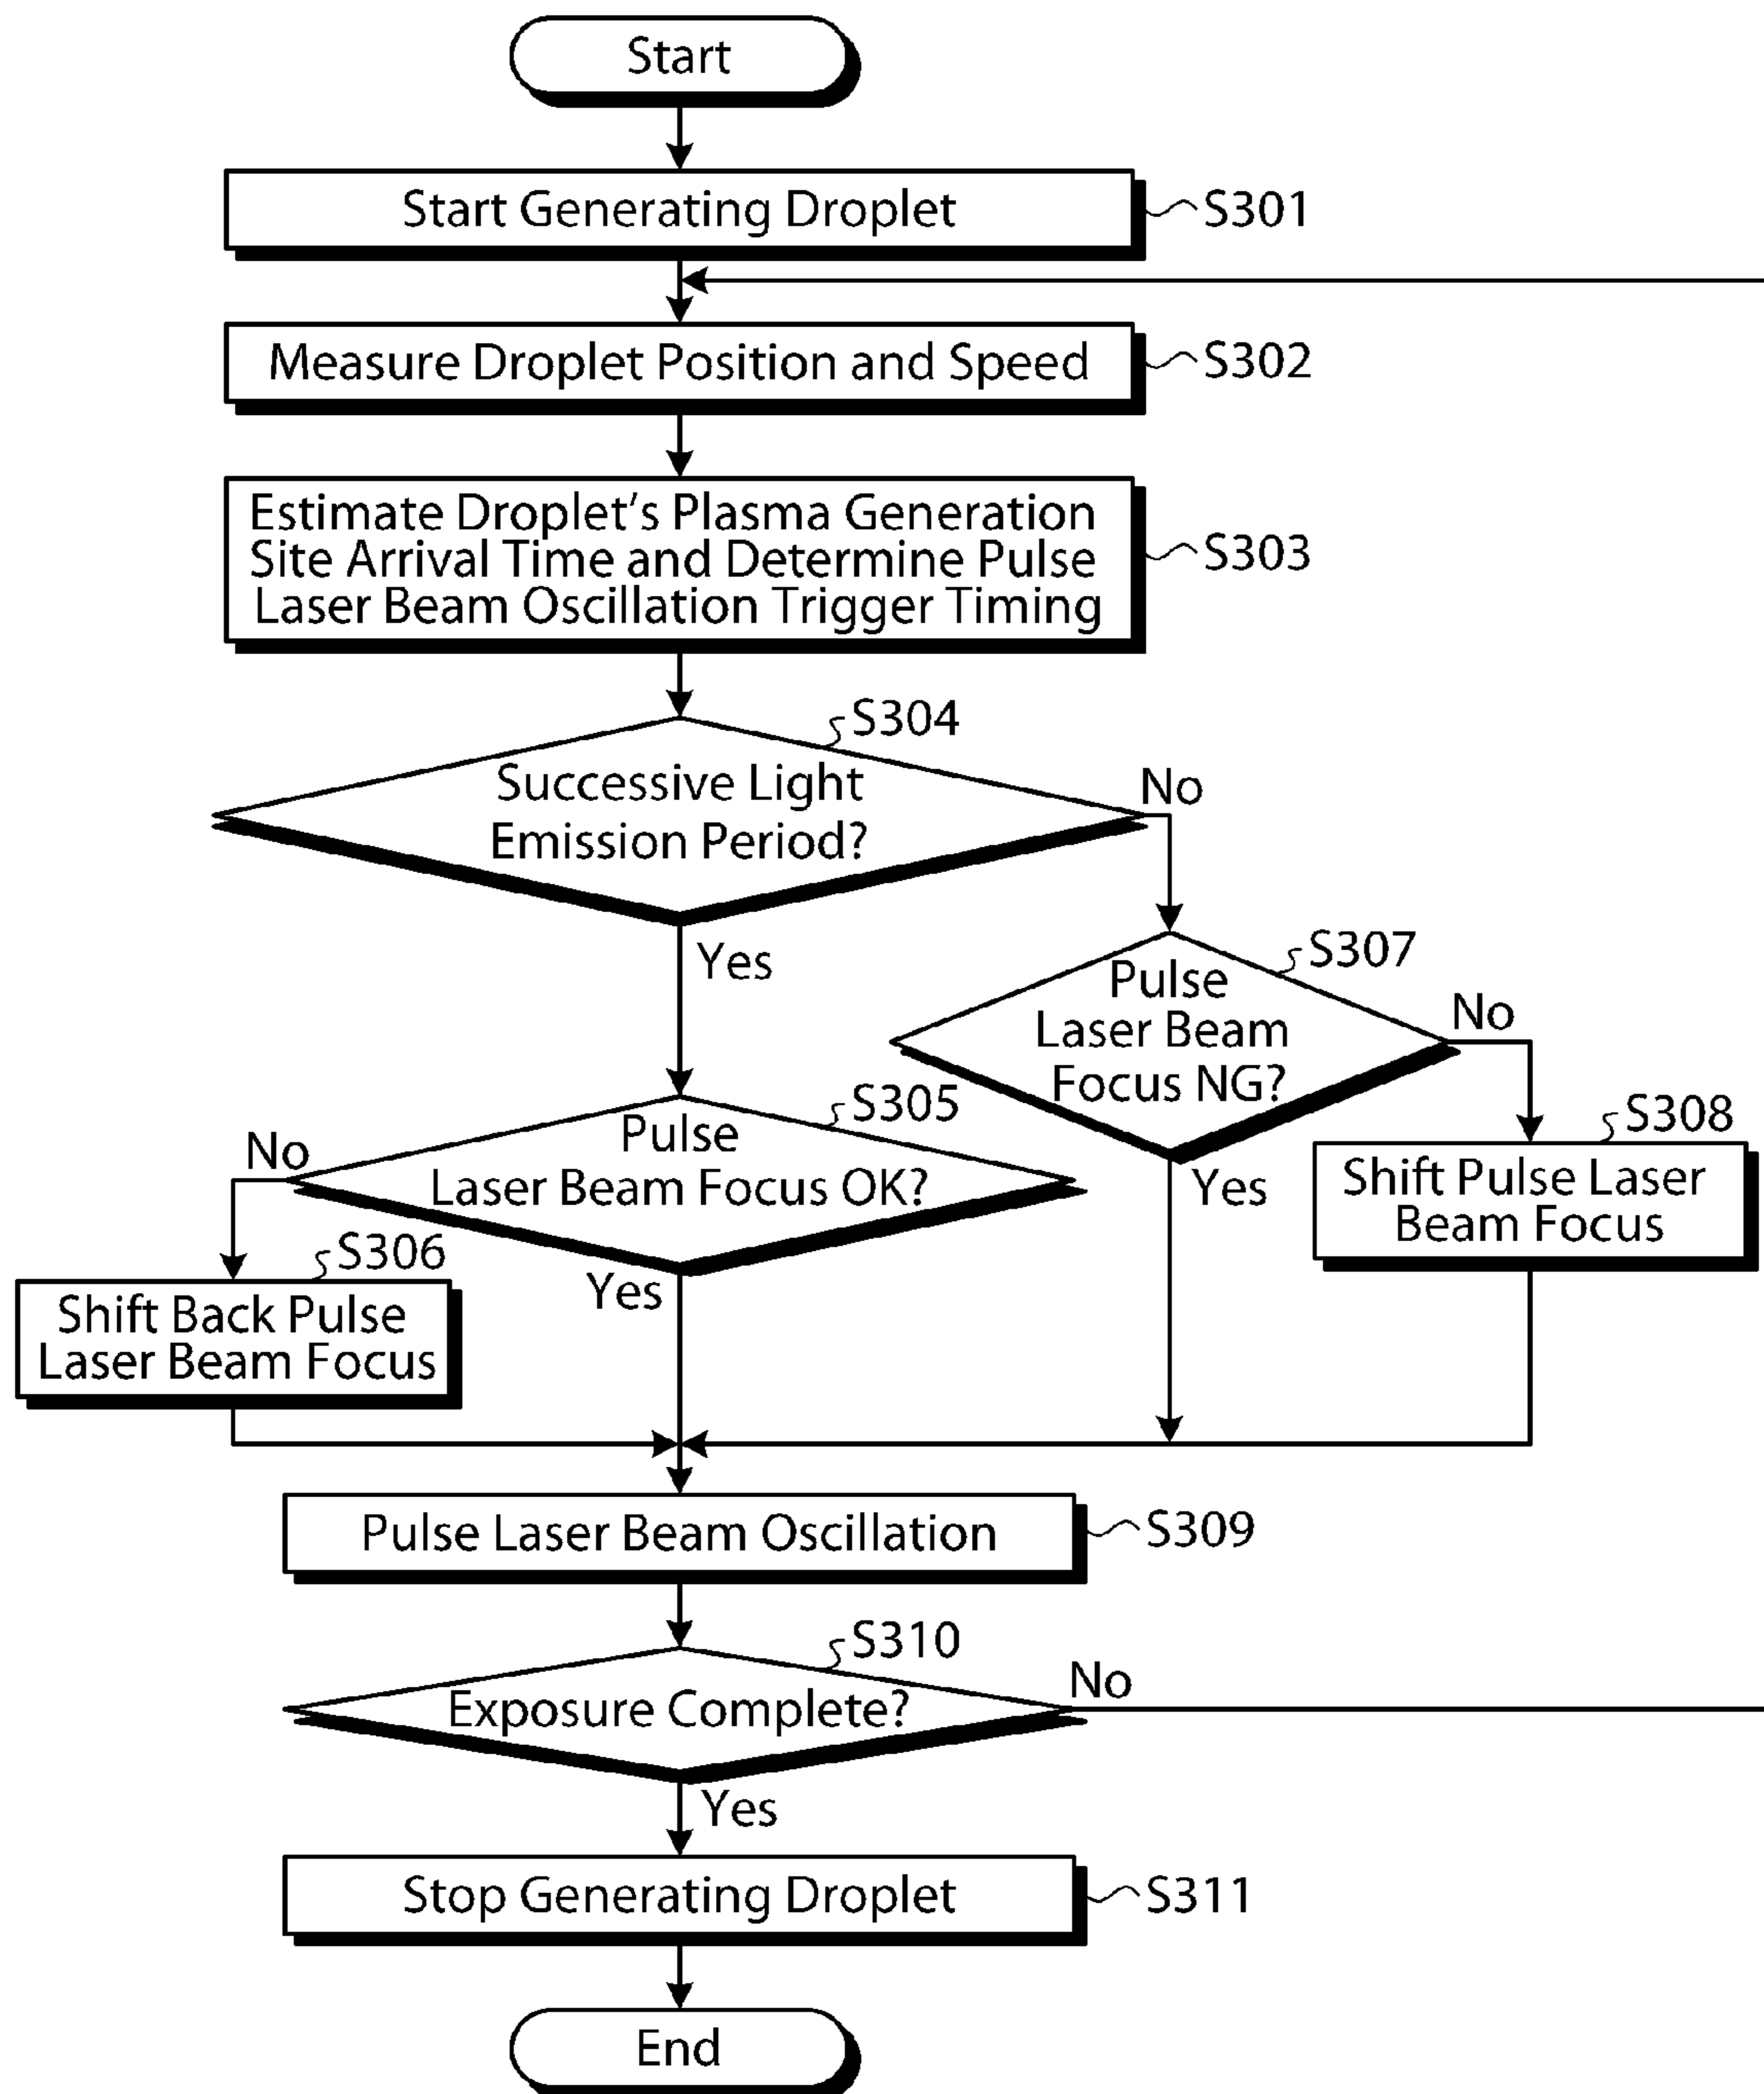 Start
Start Generating Droplet
S301
Measure Droplet Position and Speed
S302
Estimate Droplet's Plasma Generation
Site Arrival Time and Determine Pulse
Laser Beam Oscillation Trigger Timing
S303
S304
Successive Light
Emission Period?
No
Yes
S307
Pulse
Laser Beam
Focus NG?
No
Yes
S308
Shift Pulse Laser
Beam Focus
S305
Pulse
Laser Beam Focus OK?
No
Yes
S306
Shift Back Pulse
Laser Beam Focus
Pulse Laser Beam Oscillation
S309
S310
Exposure Complete?
No
Yes
Stop Generating Droplet
S311
End